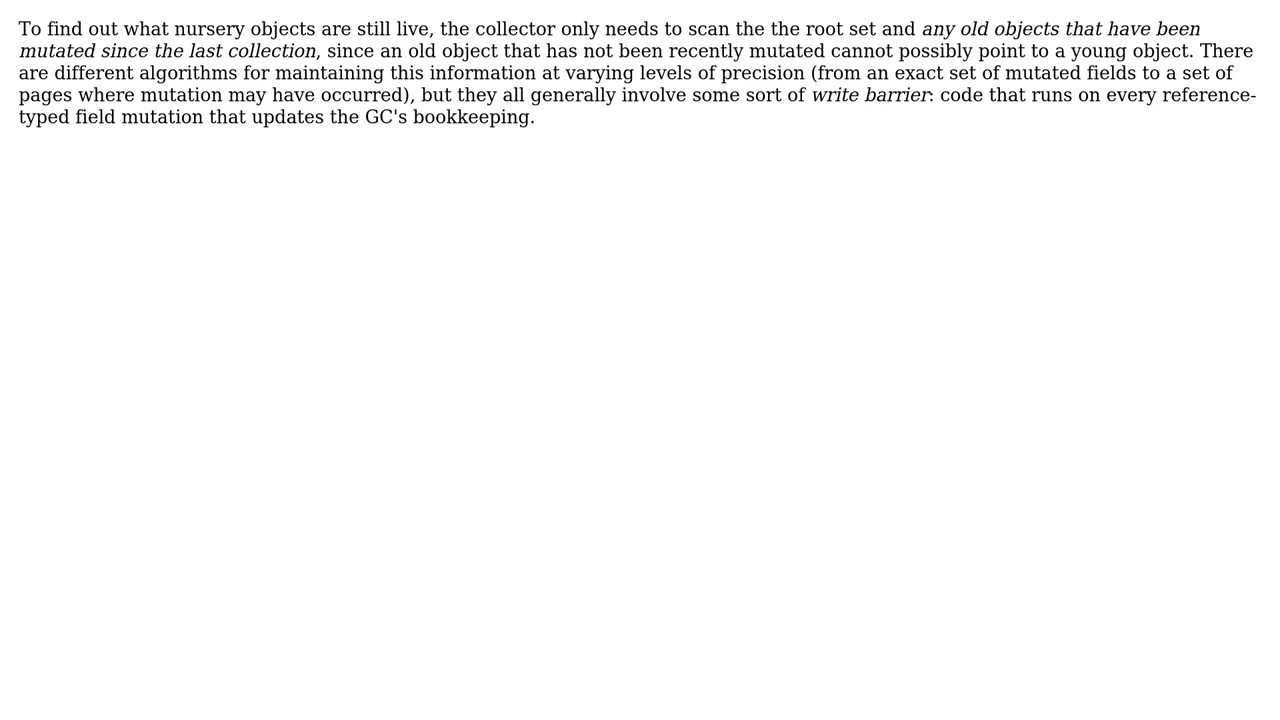 To find out what nursery objects are still live, the collector only needs to scan the the root set and any old objects that have been
mutated since the last collection, since an old object that has not been recently mutated cannot possibly point to a young object. There
are different algorithms for maintaining this information at varying levels of precision (from an exact set of mutated fields to a set of
pages where mutation may have occurred), but they all generally involve some sort of write barrier: code that runs on every reference-
typed field mutation that updates the GC's bookkeeping.